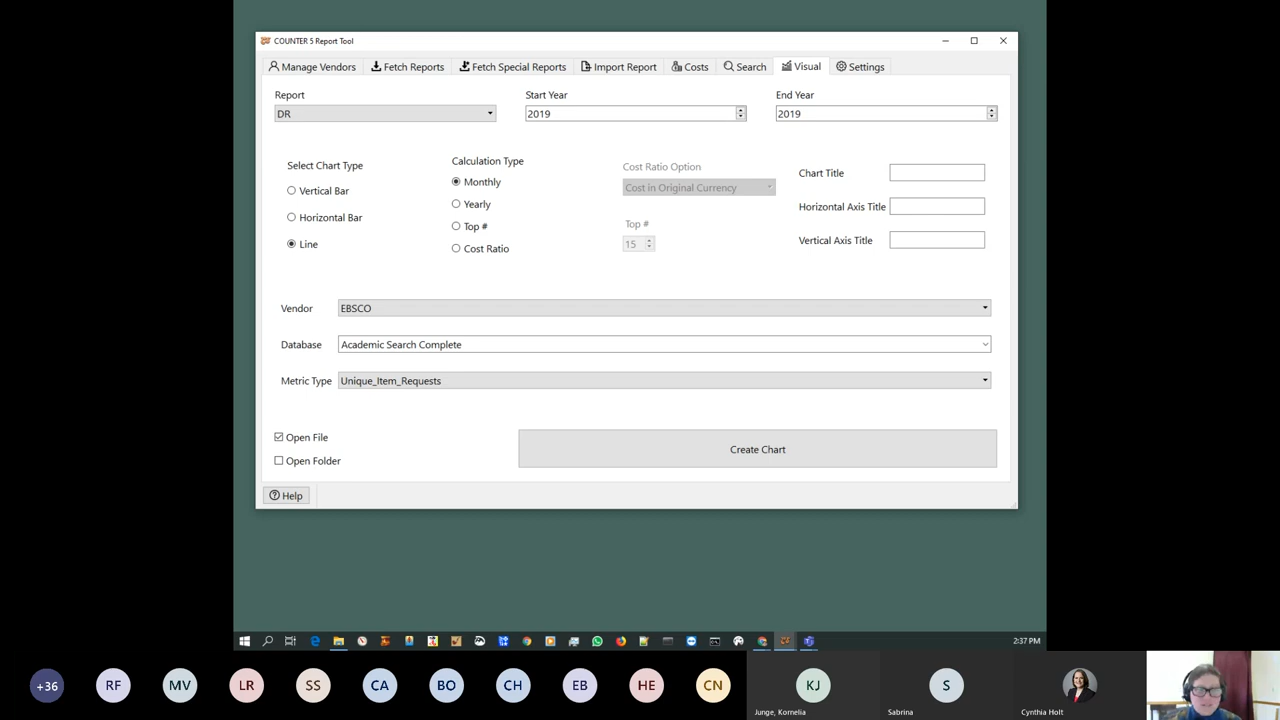 COUNTER 5 Report Tool
Manage Vendors Fetch Reports Fetch Special Reports Import Report Costs Search Visual Settings
Report Start Year End Year
DR 2019 2019
Select Chart Type
Vertical Bar
Horizontal Bar
Line
Calculation Type
Monthly
Yearly
Top #
Cost Ratio
Cost Ratio Option
Cost in Original Currency
Top #
15
Chart Title
Horizontal Axis Title
Vertical Axis Title
Vendor EBSCO
Database Academic Search Complete
Metric Type Unique_Item_Requests
Open File
Open Folder
Create Chart
Help
2:37 PM
+36 RF MV LR SS CA BO CH EB HE CN KJ S
Junge, Kornelia Sabrina Cynthia Holt